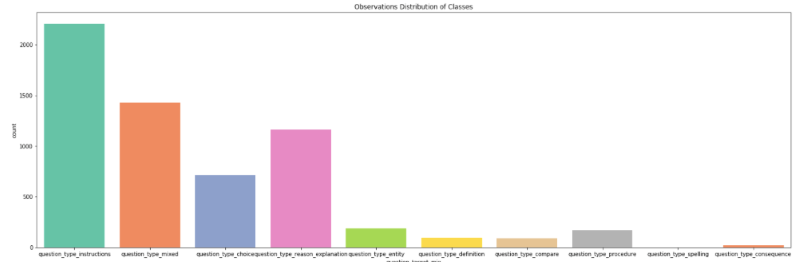 Observations Distribution of Classes
2000
1500
1000
500
0
count
question_type_instructions question_type_mixed question_type_choice question_type_reason_explanation question_type_entity question_type_definition question_type_compare question_type_procedure question_type_spelling question_type_consequence